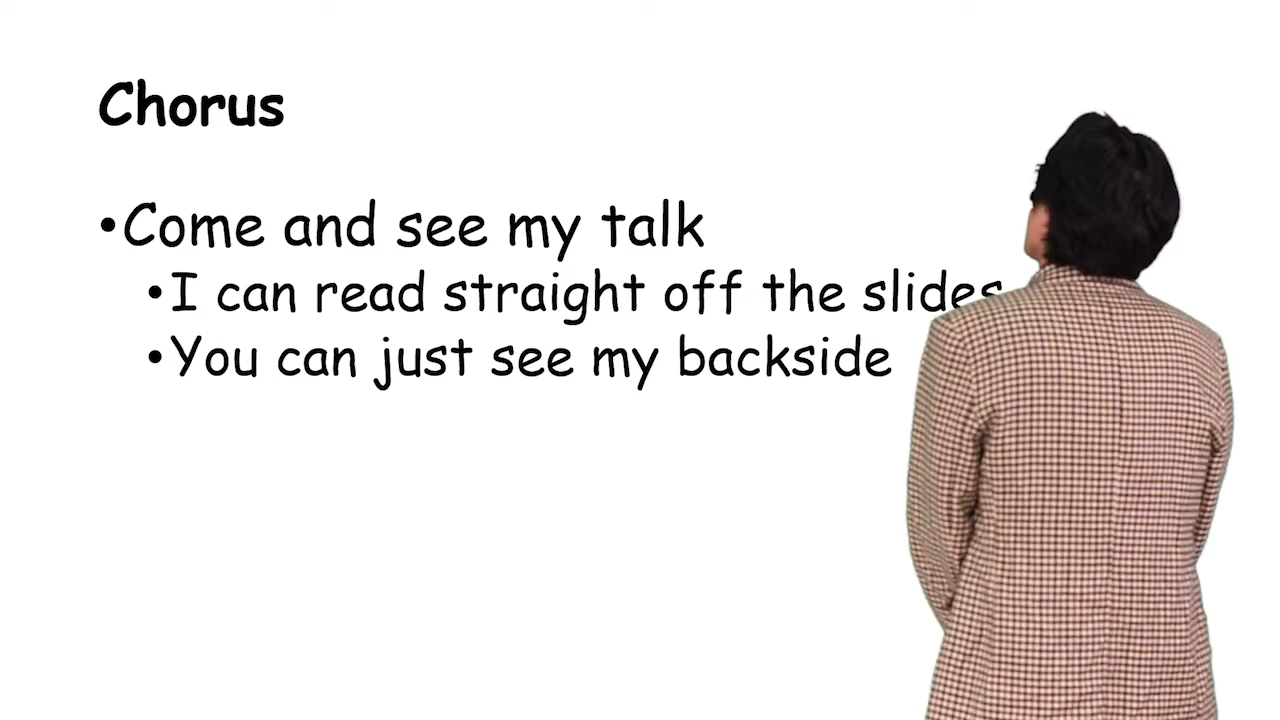 Chorus
•Come and see my talk
•I can read straight off the slides
•You can just see my backside